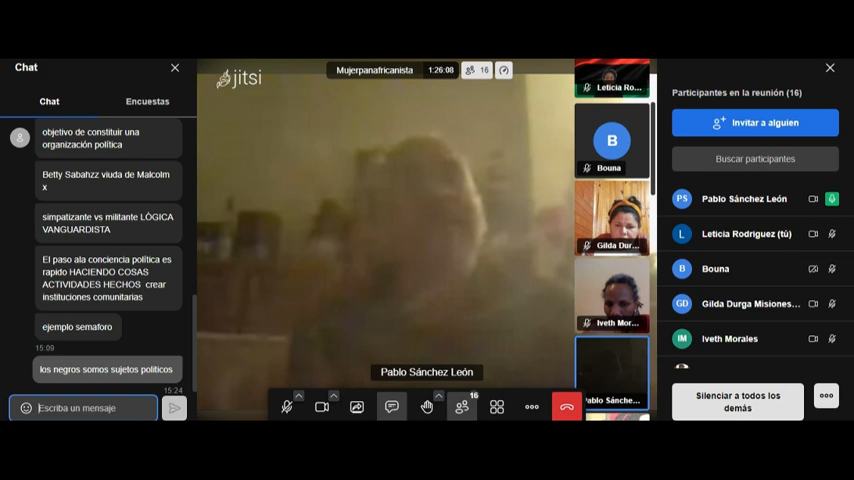 Chat
Chat
Encuestas
objetivo de constituir una
organización política
Betty Sabahzz viuda de Malcolm
x
simpatizante vs militante LÓGICA
VANGUARDISTA
El paso ala conciencia política es
rapido HACIENDO COSAS
ACTIVIDADES HECHOS crear
instituciones comunitarias
ejemplo semaforo
15:09
los negros somos sujetos politicos
15:24
Escriba un mensaje
jitsi
Mujerpanafricanista
1:26:08
16
Pablo Sánchez León
16
Leticia Ro...
B
Bouna
Gilda Dur...
Iveth Mor...
Pablo Sánche...
Participantes en la reunión (16)
Invitar a alguien
Buscar participantes
PS Pablo Sánchez León
L Leticia Rodriguez (tú)
B Bouna
GD Gilda Durga Misiones...
IM Iveth Morales
Silenciar a todos los
demás